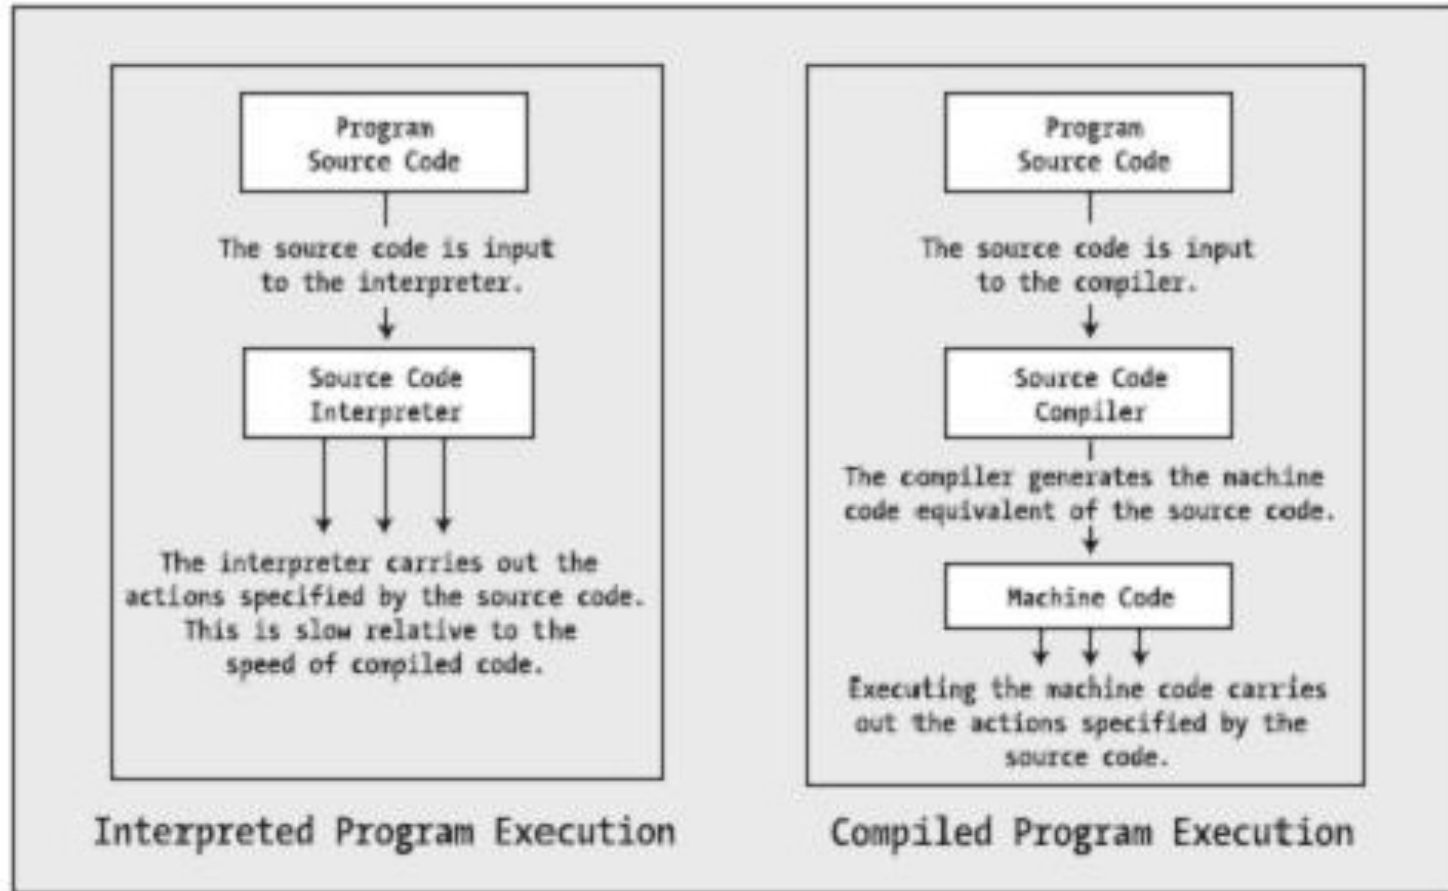 Program
Source Code
The source code is input
to the interpreter.
Source Code
Interpreter
The interpreter carries out the
actions specified by the source code.
This is slow relative to the
speed of compiled code.
Interpreted Program Execution
Program
Source Code
The source code is input
to the compiler.
Source Code
Compiler
The compiler generates the machine
code equivalent of the source code.
Machine Code
Executing the machine code carries
out the actions specified by the
source code.
Compiled Program Execution